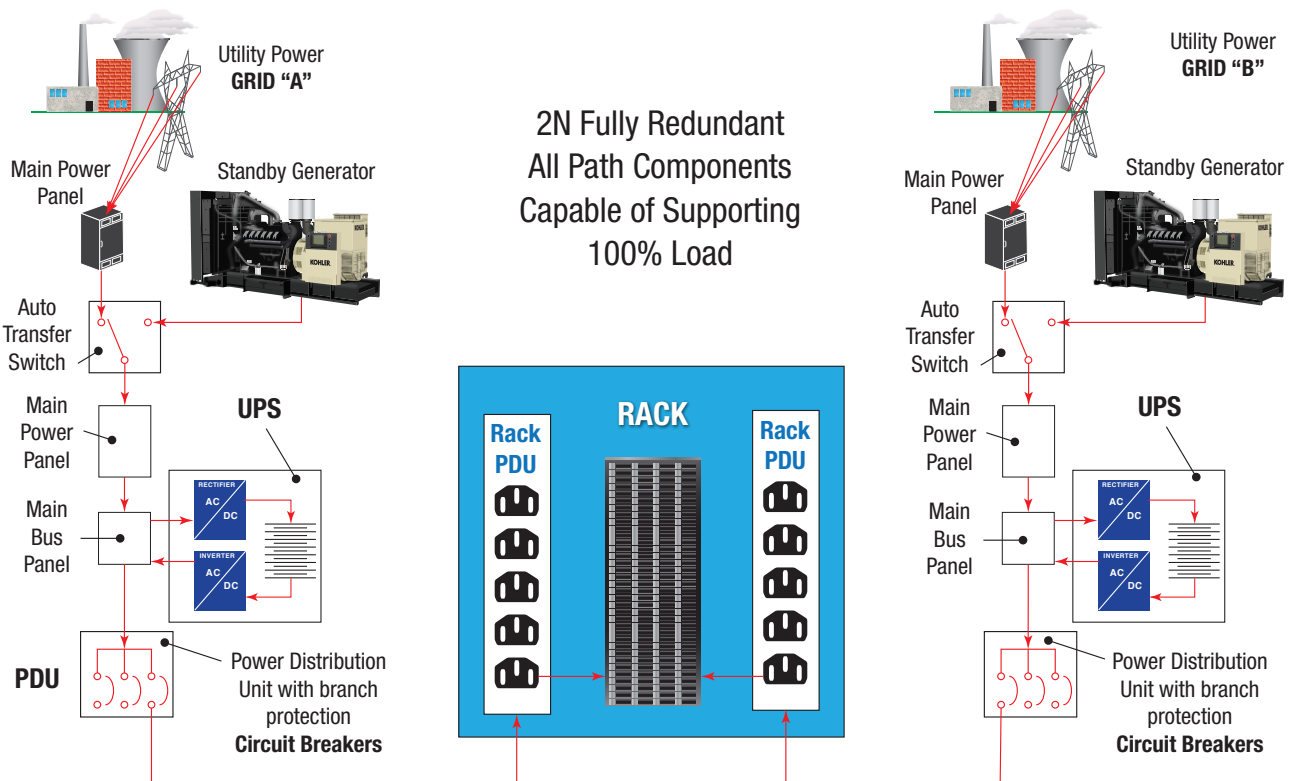 Utility Power
GRID “A”
Main Power
Panel
Standby Generator
KOHLER
Auto
Transfer
Switch
Main
Power
Panel
UPS
RECTIFIER
AC
DC
Main
Bus
Panel
INVERTER
AC
DC
PDU
Power Distribution
Unit with branch
protection
Circuit Breakers
2N Fully Redundant
All Path Components
Capable of Supporting
100% Load
RACK
Rack
PDU
Rack
PDU
Utility Power
GRID “B”
Main Power
Panel
Standby Generator
KOHLER
Auto
Transfer
Switch
Main
Power
Panel
UPS
RECTIFIER
AC
DC
Main
Bus
Panel
INVERTER
AC
DC
Power Distribution
Unit with branch
protection
Circuit Breakers